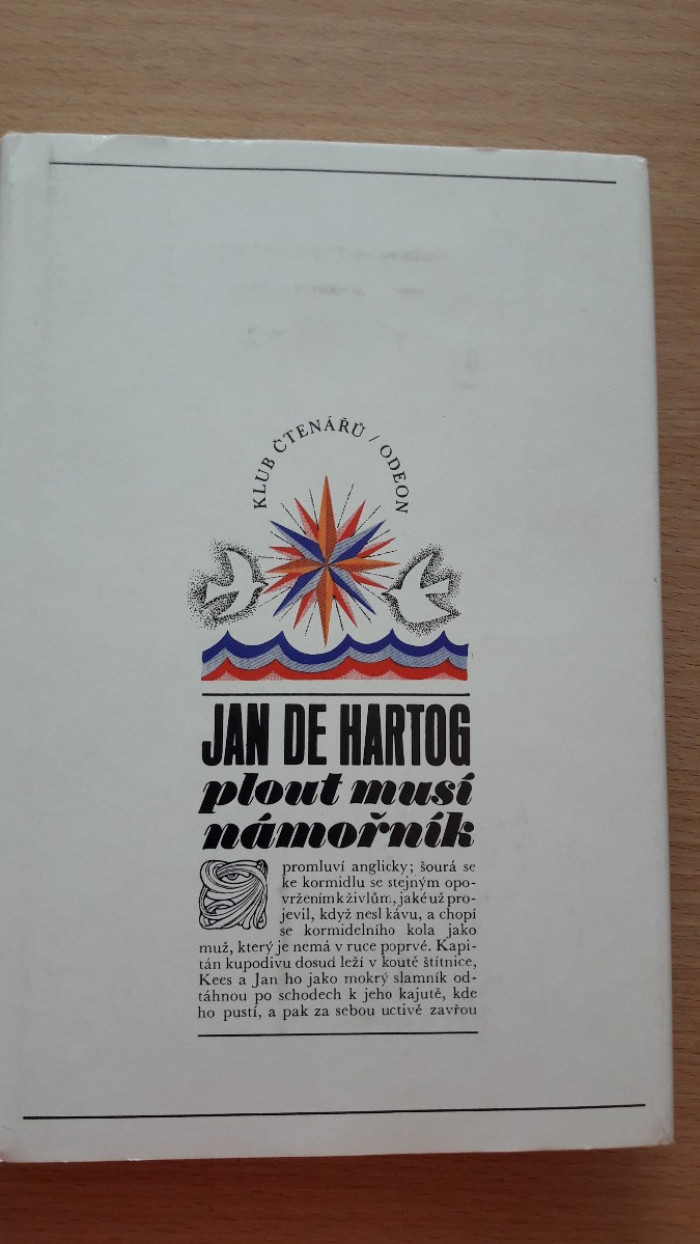 KLUB ČTENÁŘŮ / ODEON
JAN DE HARTOG
plout musí
námořník
promluví anglicky; šourá se
ke kormidlu se stejným opo-
vržením k živlům, jaké už pro-
jevil, když nesl kávu, a chopí
se kormidelního kola jako
muž, který je nemá v ruce poprvé. Kapi-
tán kupodivu dosud leží v koutě štítnice,
Kees a Jan ho jako mokrý slamník od-
táhnou po schodech k jeho kajutě, kde
ho pustí, a pak za sebou uctivě zavřou